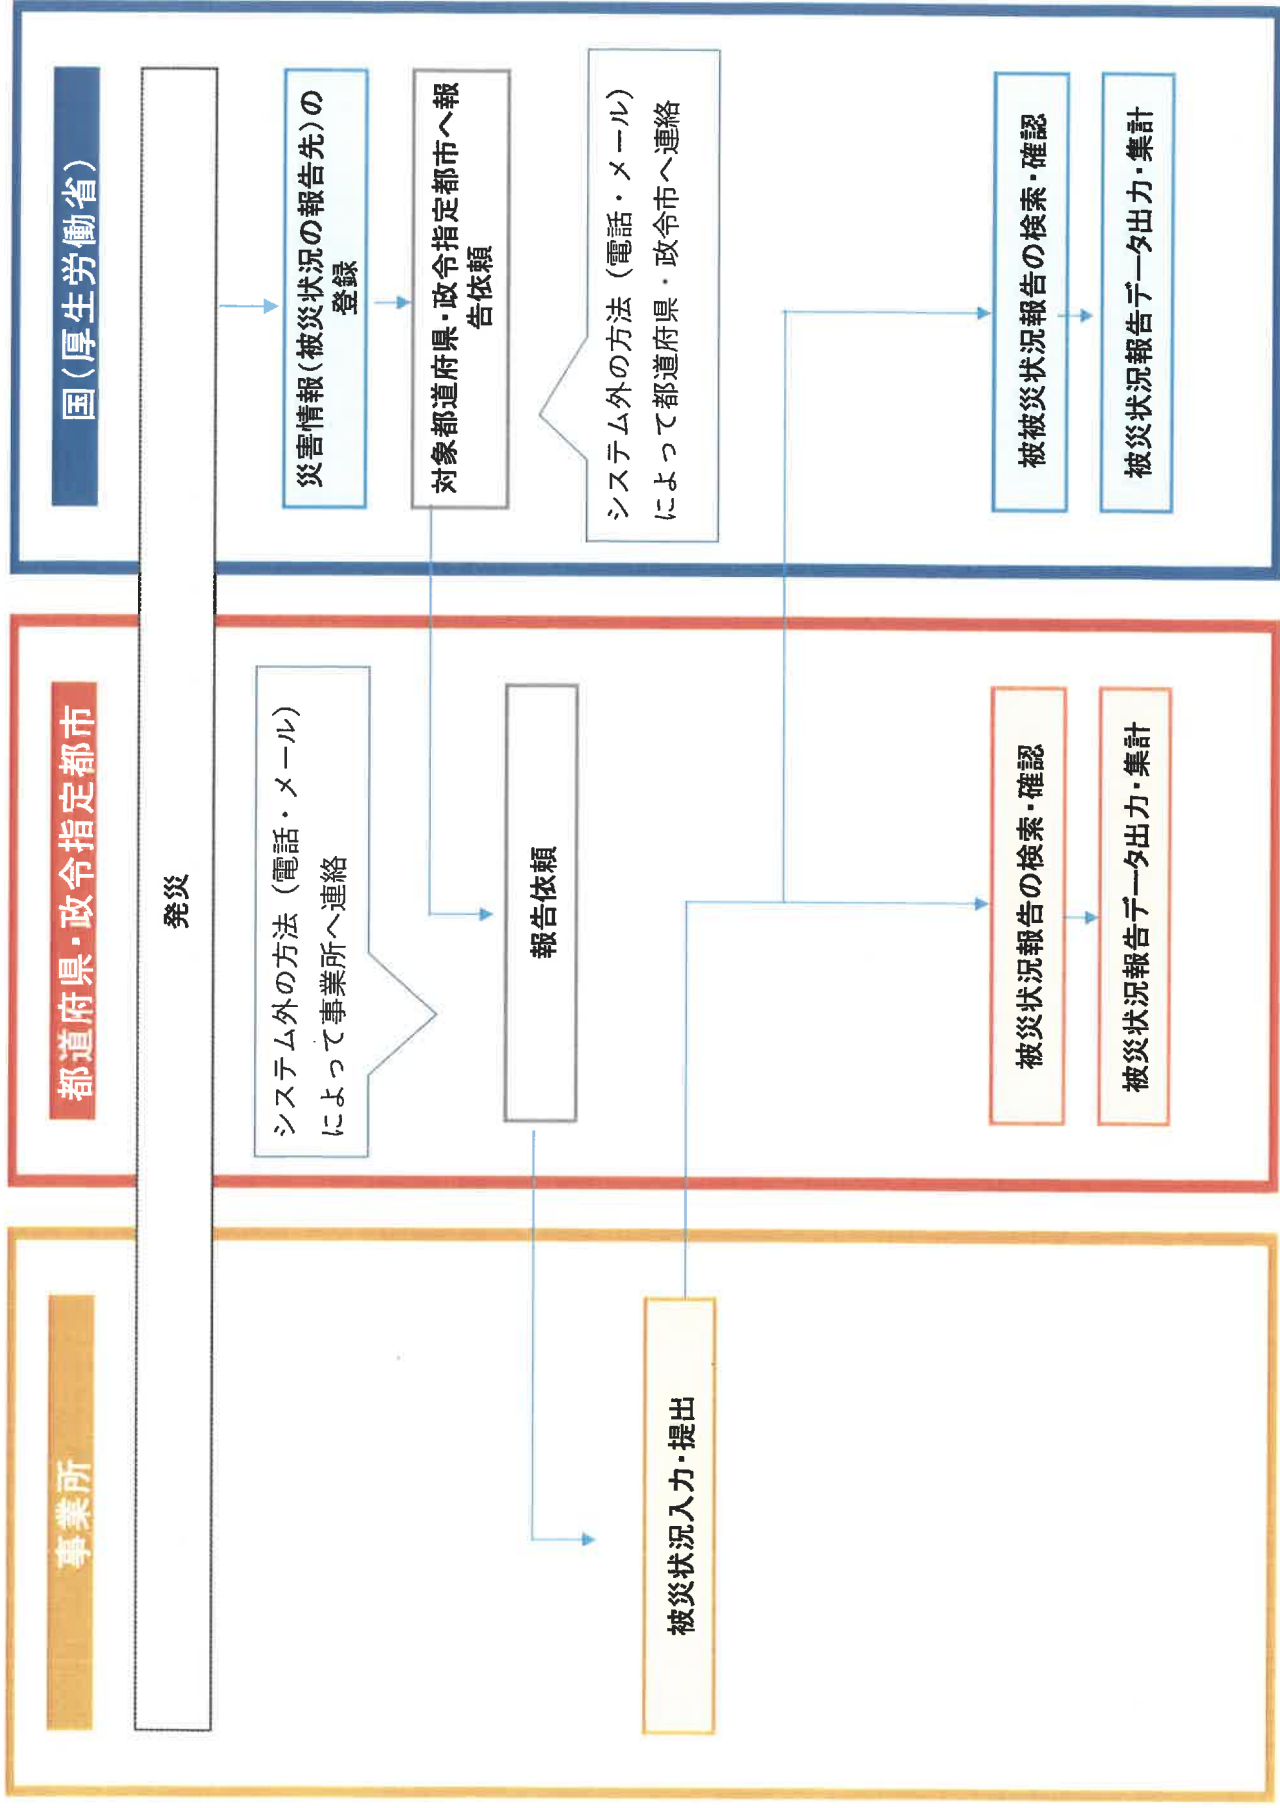 事業所
都道府県・政令指定都市
国(厚生労働省)
発災
災害情報(被災状況の報告先)の
登録
対象都道府県・政令指定都市へ報
告依頼
システム外の方法（電話・メール）
によって都道府県・政令市へ連絡
システム外の方法（電話・メール）
によって事業所へ連絡
報告依頼
被災状況入力・提出
被災状況報告の検索・確認
被災状況報告データ出力・集計
被被災状況報告の検索・確認
被災状況報告データ出力・集計